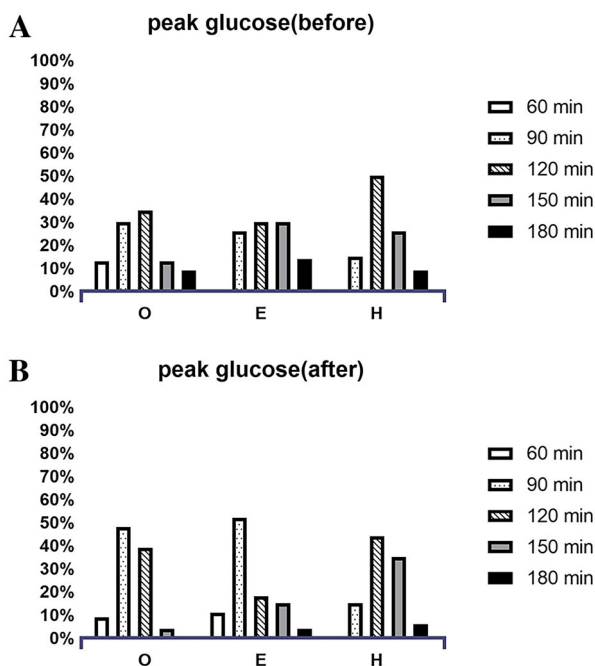 A
peak glucose(before)
100%
90%
80%
70%
60%
50%
40%
30%
20%
10%
0%
O E H
60 min
90 min
120 min
150 min
180 min
B
peak glucose(after)
100%
90%
80%
70%
60%
50%
40%
30%
20%
10%
0%
O E H
60 min
90 min
120 min
150 min
180 min